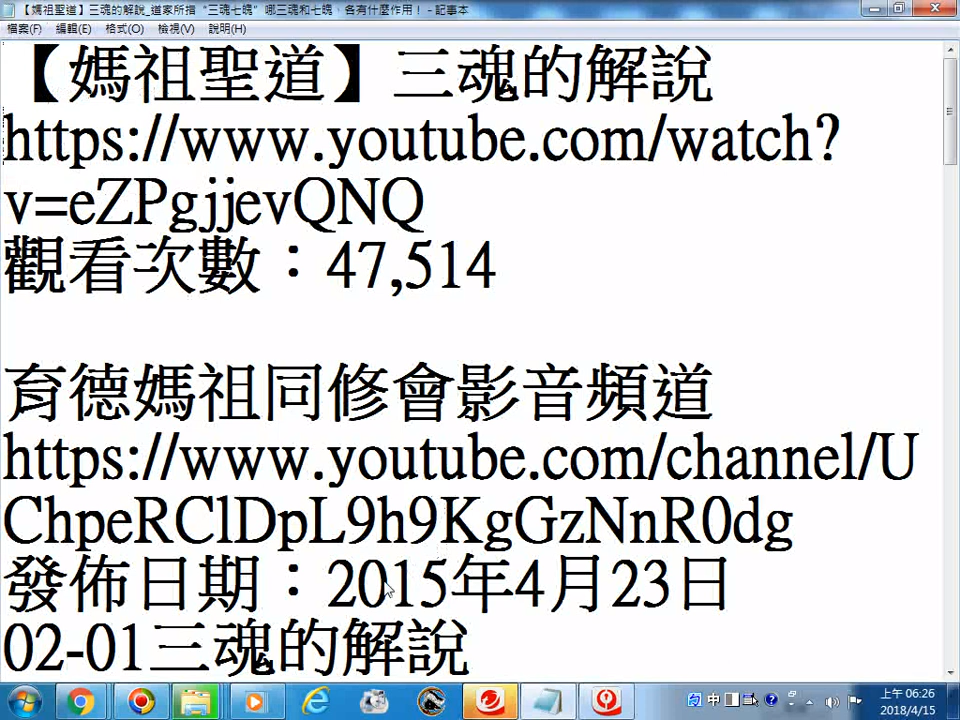 【媽祖聖道】三魂的解說_道家所指“三魂七魄”哪三魂和七魄，各有什麼作用！ - 記事本
檔案(F) 編輯(E) 格式(O) 檢視(V) 說明(H)
【媽祖聖道】三魂的解說
https://www.youtube.com/watch?
v=eZPgjjevQNQ
觀看次數：47,514
育德媽祖同修會影音頻道
https://www.youtube.com/channel/U
ChpeRClDpL9h9KgGzNnR0dg
發佈日期：2015年4月23日
02-01三魂的解說
中
上午 06:26
2018/4/15